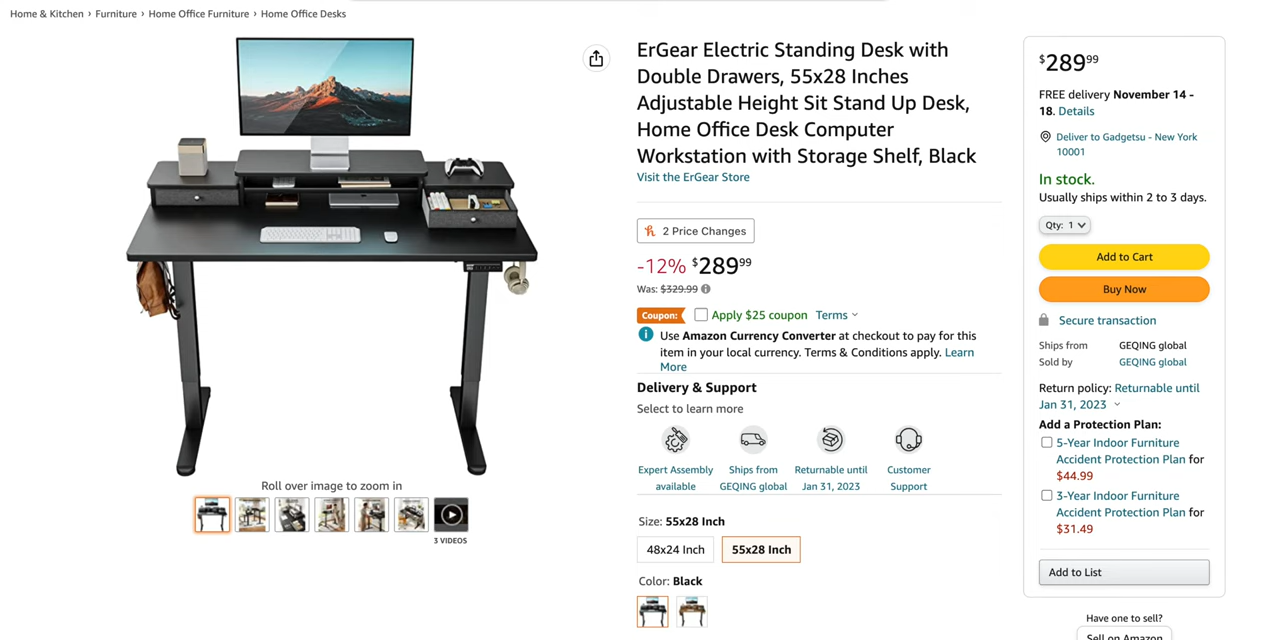 Home & Kitchen › Furniture › Home Office Furniture › Home Office Desks
ErGear Electric Standing Desk with
Double Drawers, 55x28 Inches
Adjustable Height Sit Stand Up Desk,
Home Office Desk Computer
Workstation with Storage Shelf, Black
Visit the ErGear Store
2 Price Changes
-12% $289.99
Was: $329.99
Coupon: Apply $25 coupon Terms
Use Amazon Currency Converter at checkout to pay for this
item in your local currency. Terms & Conditions apply. Learn
More
Delivery & Support
Select to learn more
Expert Assembly
available
Ships from
GEQING global
Returnable until
Jan 31, 2023
Customer
Support
Size: 55x28 Inch
48x24 Inch
55x28 Inch
Color: Black
Roll over image to zoom in
3 VIDEOS
$289.99
FREE delivery November 14 -
18. Details
Deliver to Gadgetsu - New York
10001
In stock.
Usually ships within 2 to 3 days.
Qty: 1
Add to Cart
Buy Now
Secure transaction
Ships from GEQING global
Sold by GEQING global
Return policy: Returnable until
Jan 31, 2023
Add a Protection Plan:
5-Year Indoor Furniture
Accident Protection Plan for
$44.99
3-Year Indoor Furniture
Accident Protection Plan for
$31.49
Add to List
Have one to sell?
Sell on Amazon